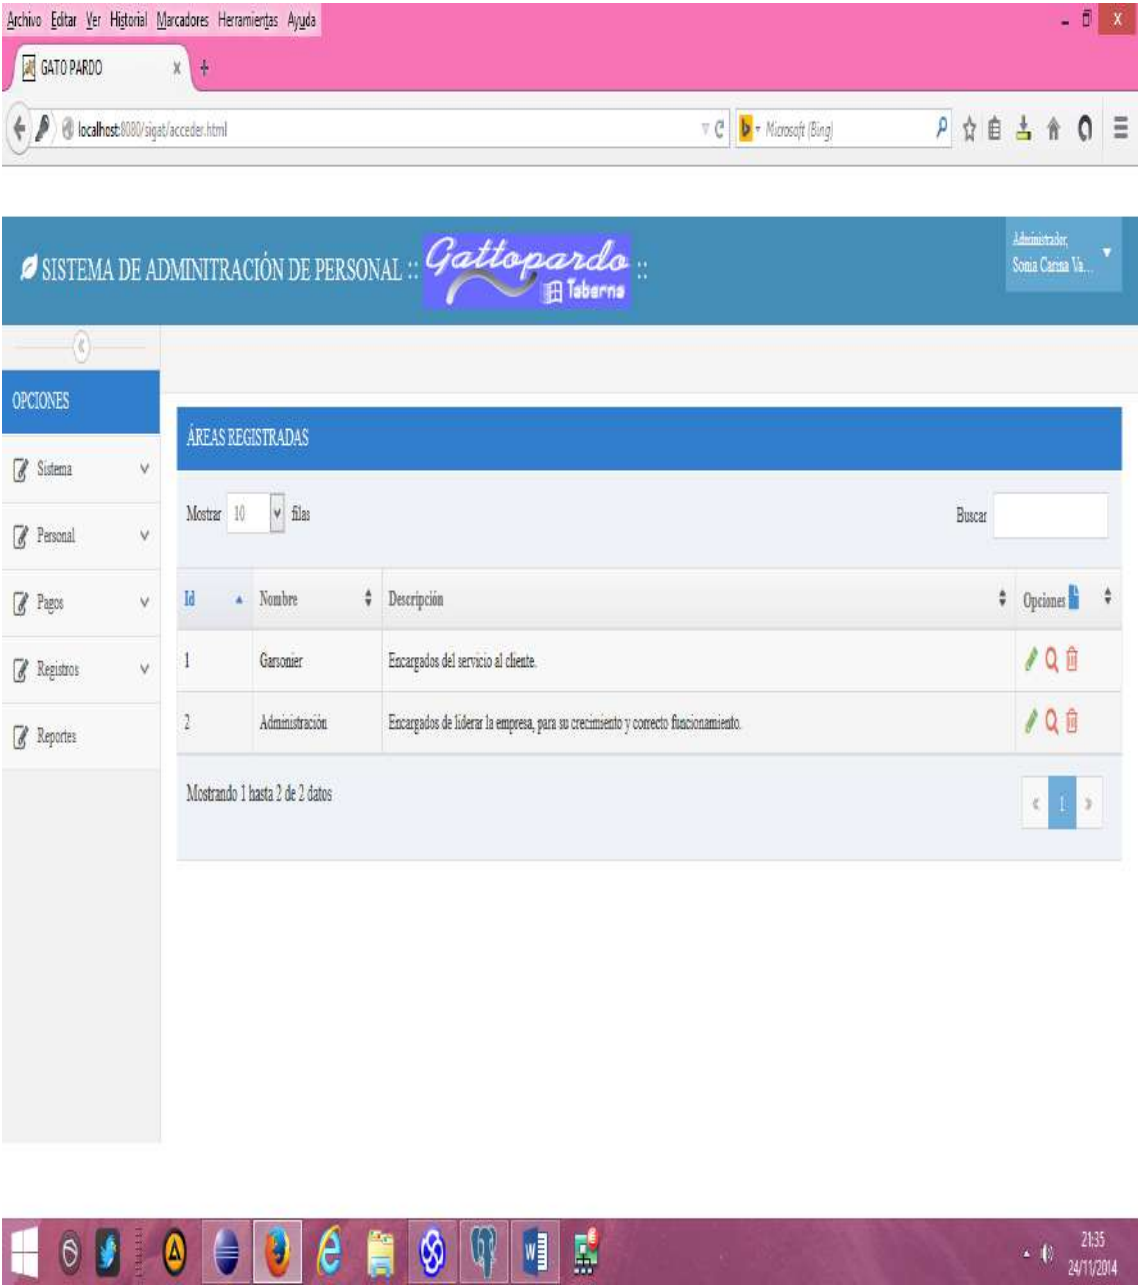 Archivo Editar Ver Historial Marcadores Herramientas Ayuda
GATO PARDO
localhost:8080/sigat/acceder.html
Microsoft (Bing)
SISTEMA DE ADMINITRACIÓN DE PERSONAL :: Gattopardo Taberna ::
Administrador,
Sonia Carina Va...
OPCIONES
Sistema
Personal
Pagos
Registros
Reportes
ÁREAS REGISTRADAS
Mostrar 10 filas
Buscar
Id Nombre Descripción Opciones
1 Garsonier Encargados del servicio al cliente.
2 Administración Encargados de liderar la empresa, para su crecimiento y correcto funcionamiento.
Mostrando 1 hasta 2 de 2 datos
« 1 »
21:35
24/11/2014